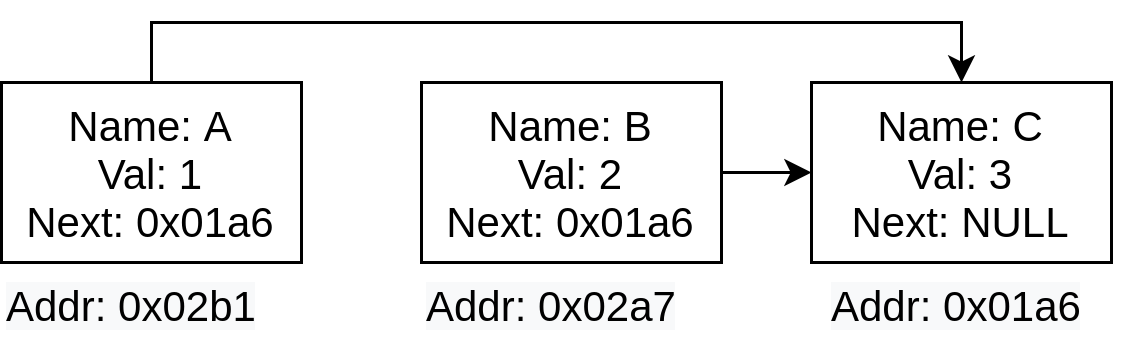 Name: A
Val: 1
Next: 0x01a6
Addr: 0x02b1
Name: B
Val: 2
Next: 0x01a6
Addr: 0x02a7
Name: C
Val: 3
Next: NULL
Addr: 0x01a6